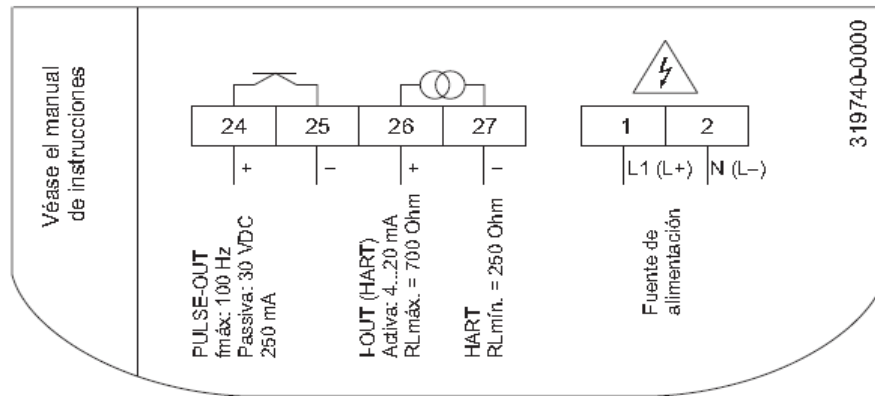 Véase el manual
de instrucciones
24 25 26 27
+ – + –
PULSE-OUT
fmáx: 100 Hz
Passiva: 30 VDC
250 mA
I-OUT (HART)
Activa: 4...20 mA
RLmáx. = 700 Ohm
HART
RLmín. = 250 Ohm
1 2
L1 (L+) N (L–)
Fuente de
alimentación
319740-0000